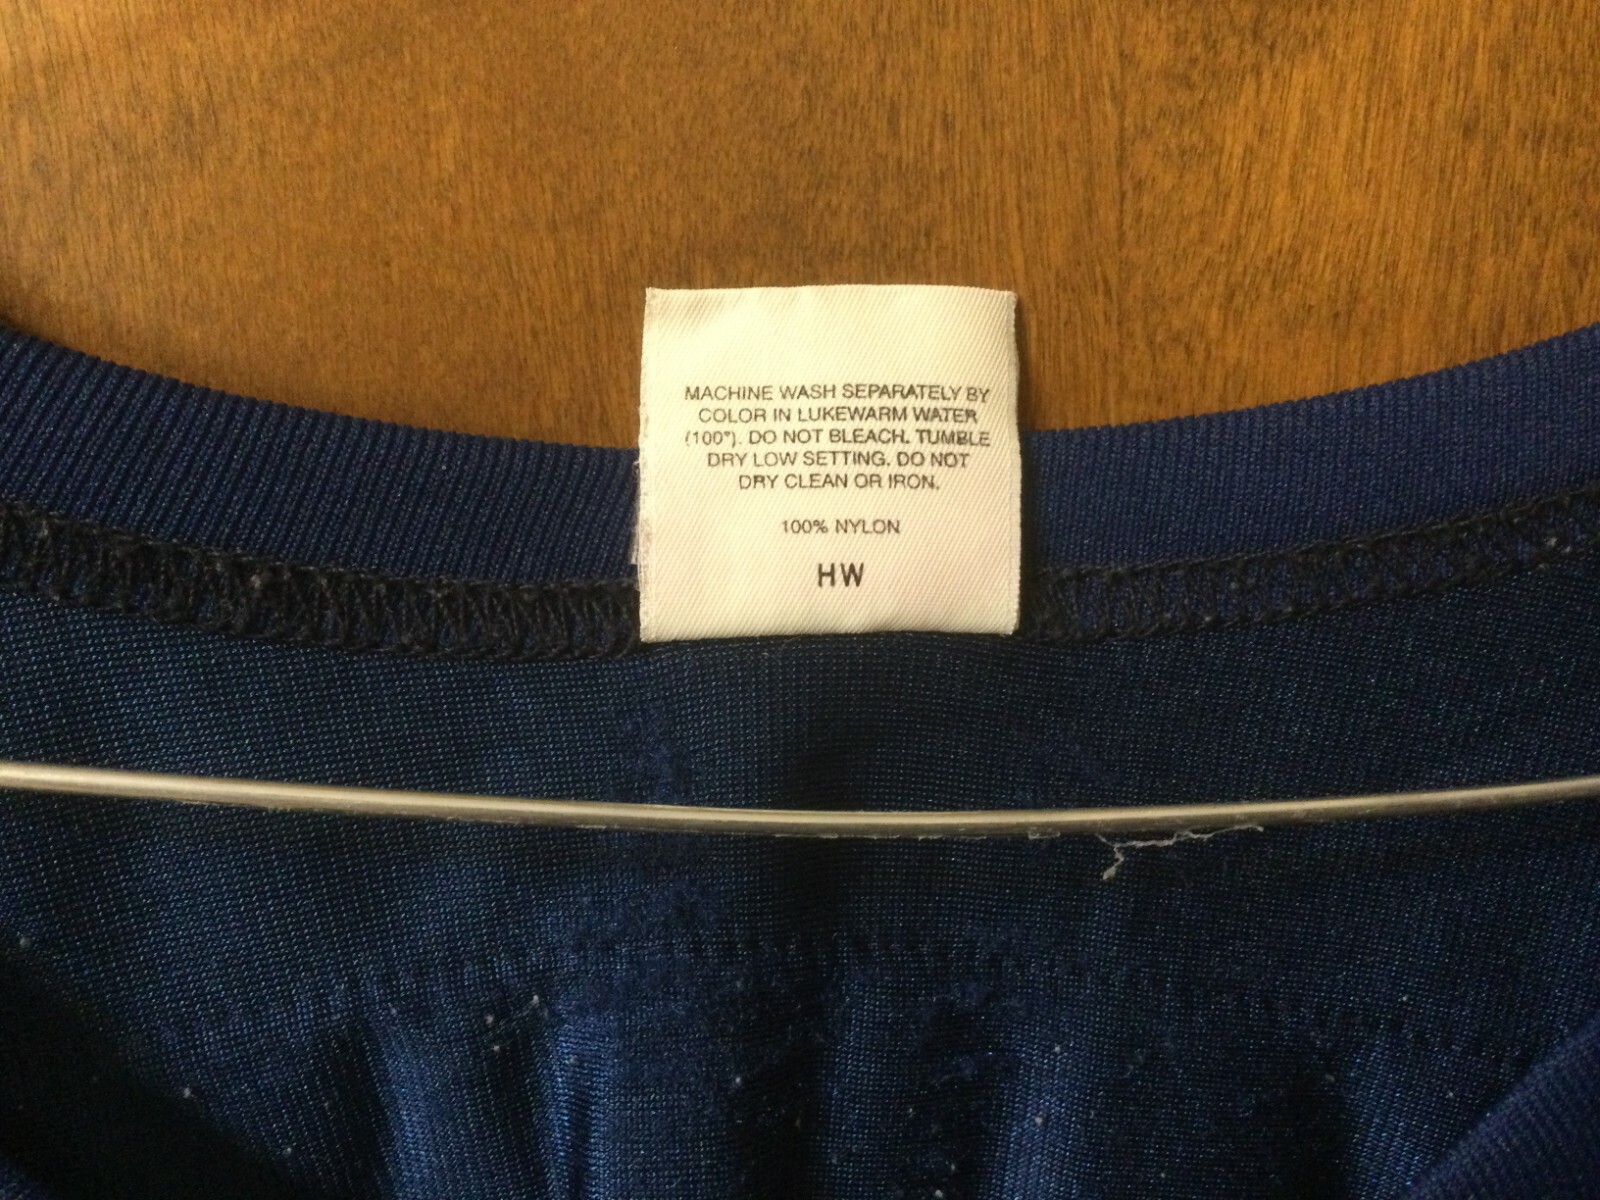 MACHINE WASH SEPARATELY BY
COLOR IN LUKEWARM WATER
(100°). DO NOT BLEACH. TUMBLE
DRY LOW SETTING. DO NOT
DRY CLEAN OR IRON.
100% NYLON
HW